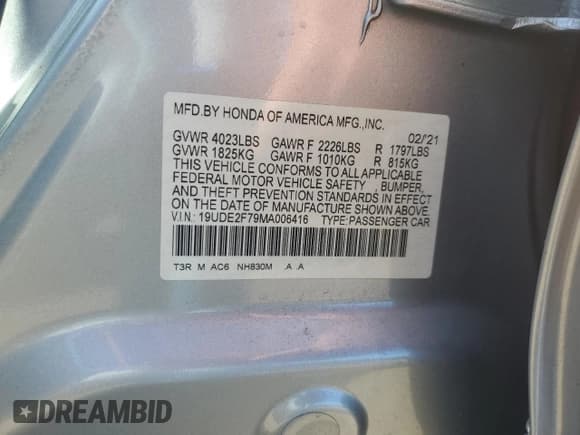 MFD.BY HONDA OF AMERICA MFG.,INC. 02/'21
GVWR 4023LBS GAWR F 2226LBS R 1797LBS
GVWR 1825KG GAWR F 1010KG R 815KG
THIS VEHICLE CONFORMS TO ALL APPLICABLE
FEDERAL MOTOR VEHICLE SAFETY , BUMPER,
AND THEFT PREVENTION STANDARDS IN EFFECT
ON THE DATE OF MANUFACTURE SHOWN ABOVE.
V.I.N: 19UDE2F79MA006416 TYPE:PASSENGER CAR
T3R M AC6 NH830M .A .A
DREAMBID